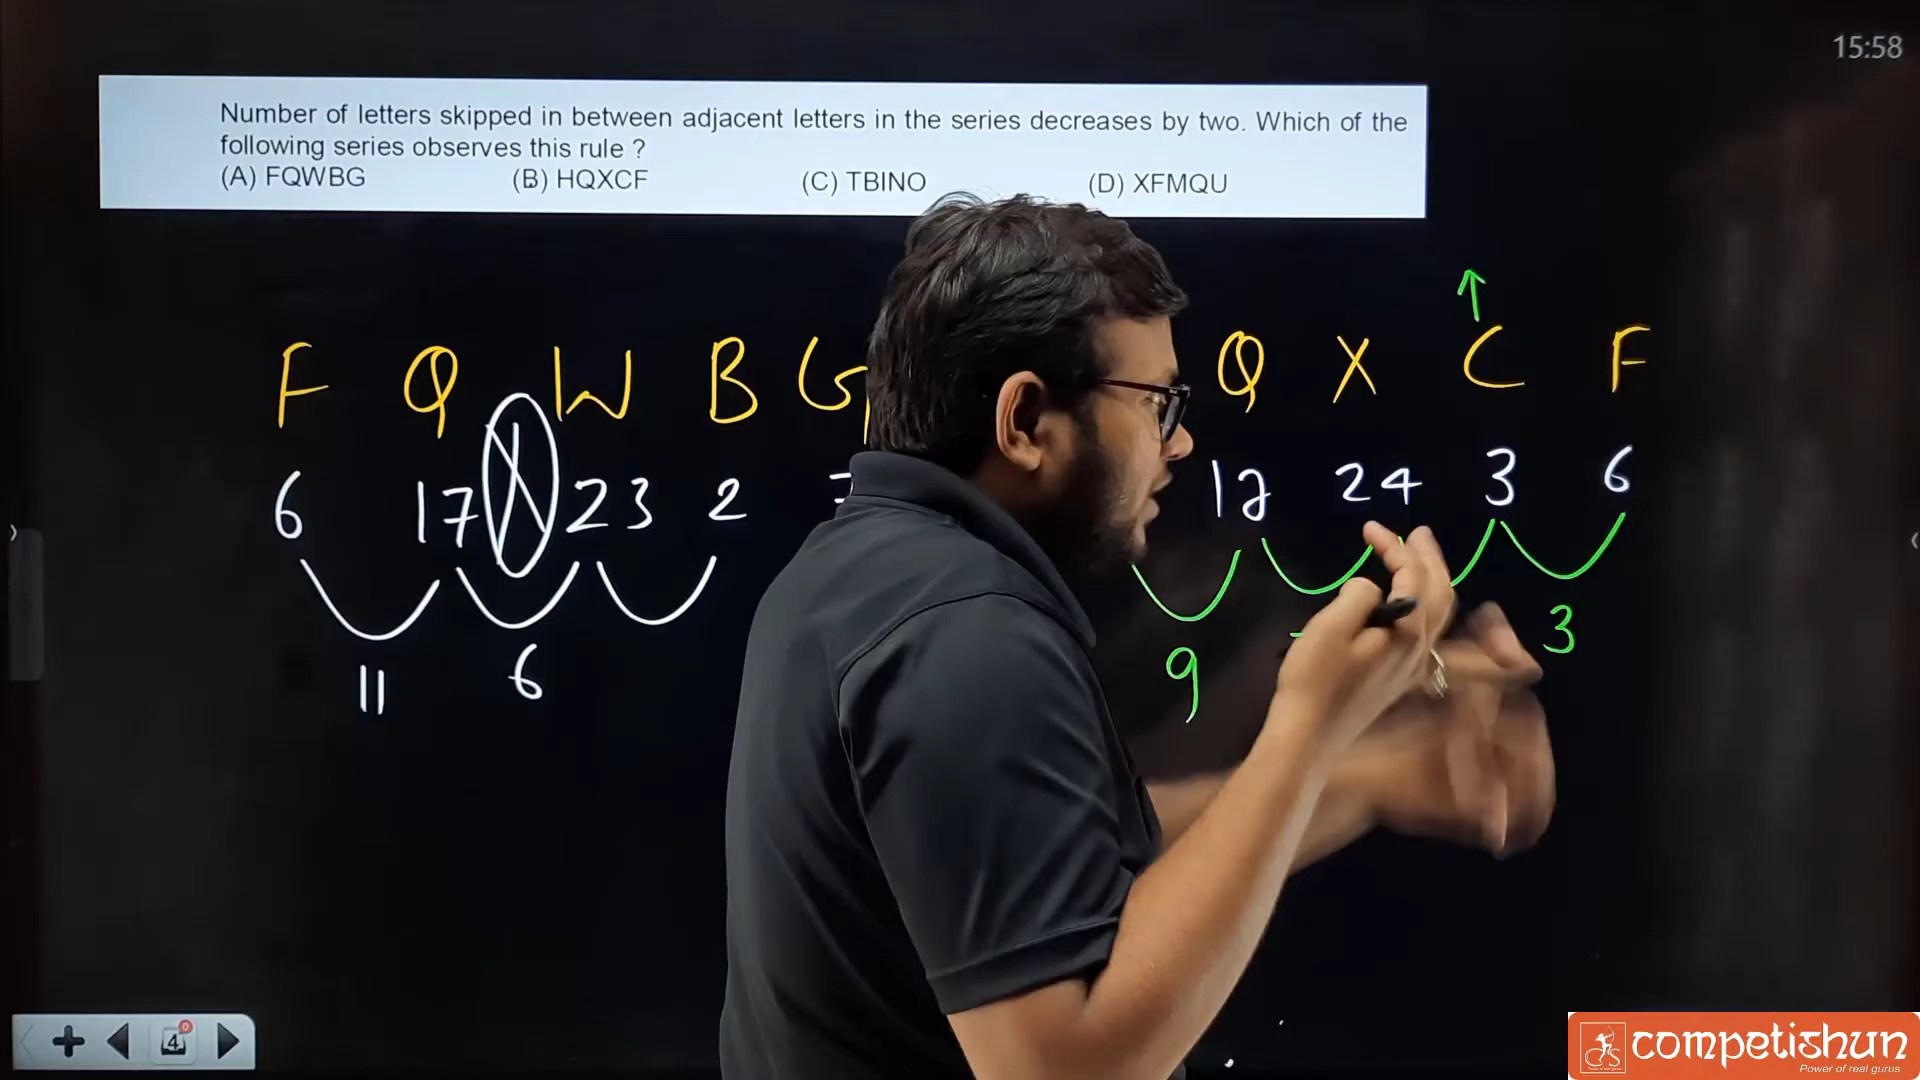 15:58
Number of letters skipped in between adjacent letters in the series decreases by two. Which of the
following series observes this rule ?
(A) FQWBG (B) HQXCF (C) TBINO (D) XFMQU
F Q W B G Q X C F
6 17 23 2 17 24 3 6
11 6 9 3
4
0
competishun
Power of real gurus